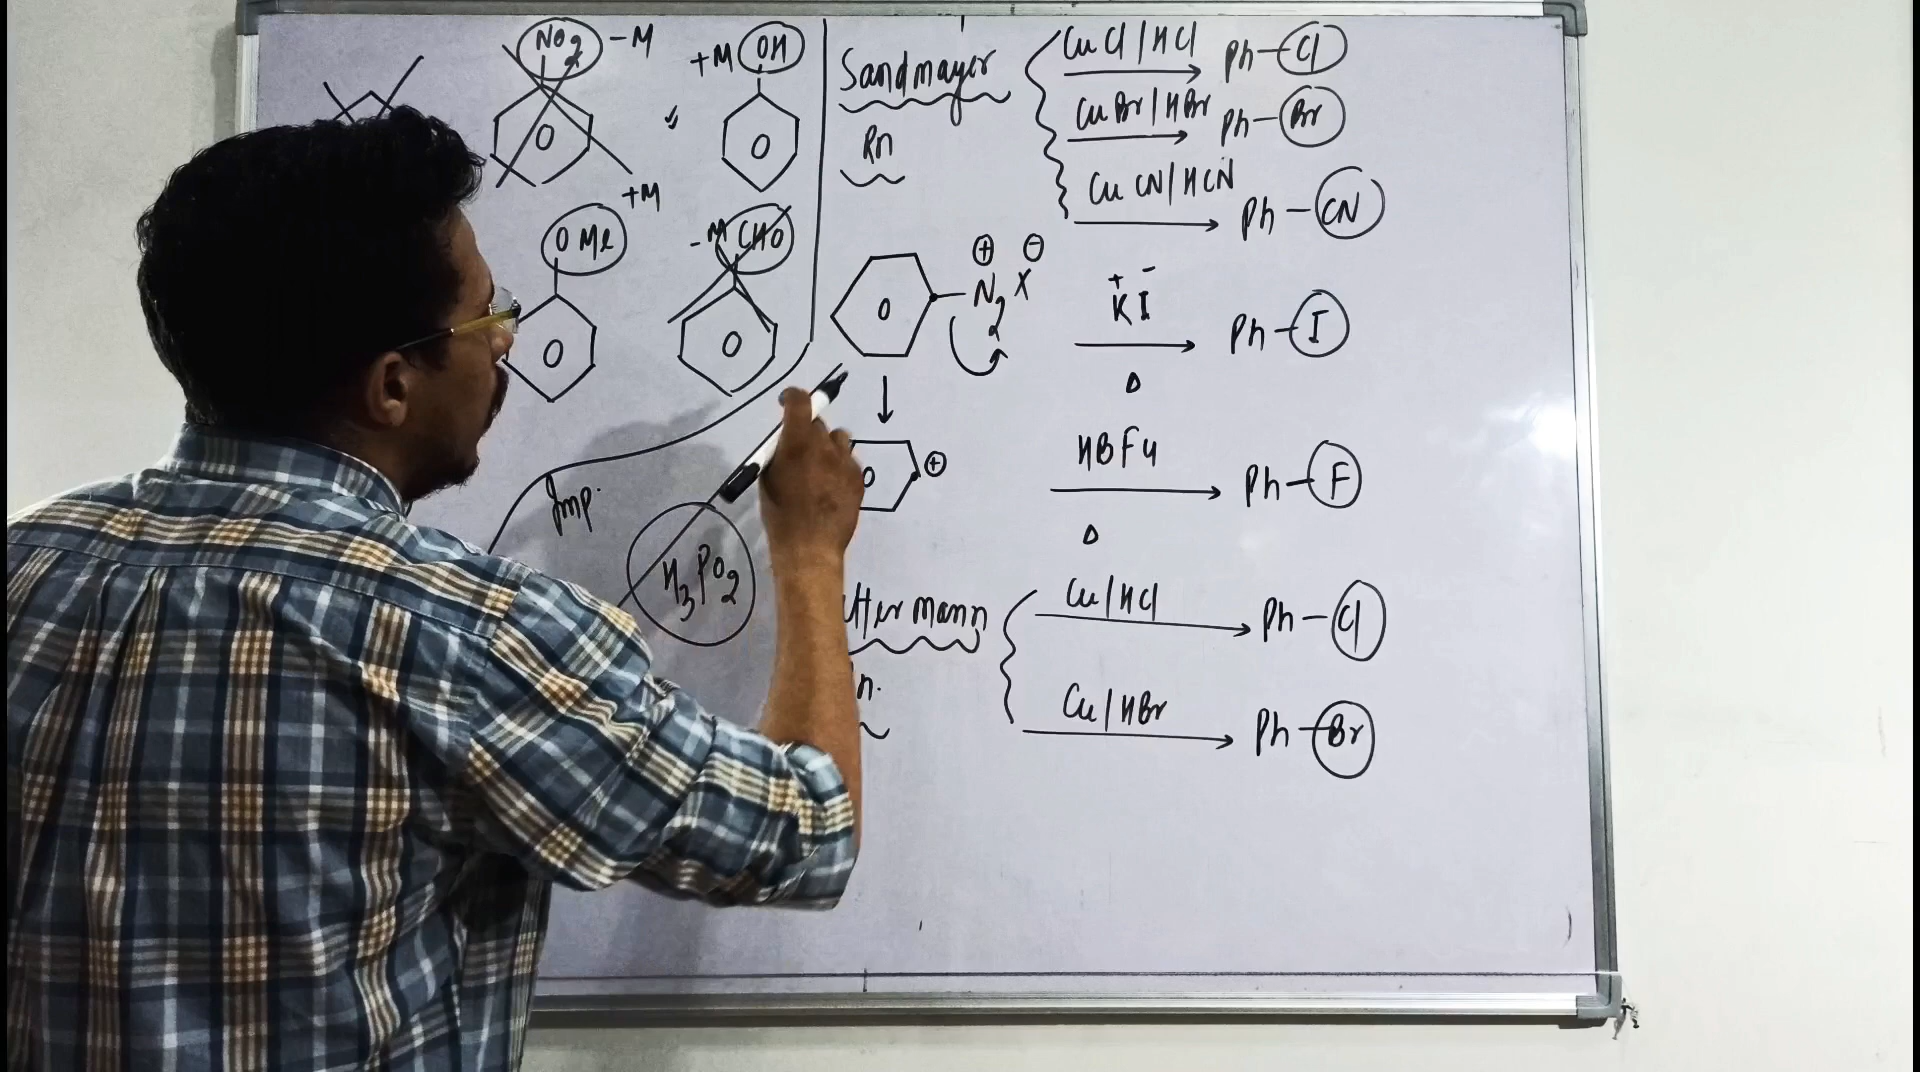 NO2 -M
+M OH
+M
OMe
-M CHO
Imp.
H3PO2
Sandmayer
Rn
CuCl/HCl Ph-Cl
CuBr/HBr Ph-Br
CuCN/HCN Ph-CN
⊕ ⊖
N2 X
+ -
KI Ph-I
Δ
⊕
HBF4 Ph-F
Δ
ttermann
n.
Cu/HCl Ph-Cl
Cu/HBr Ph-Br